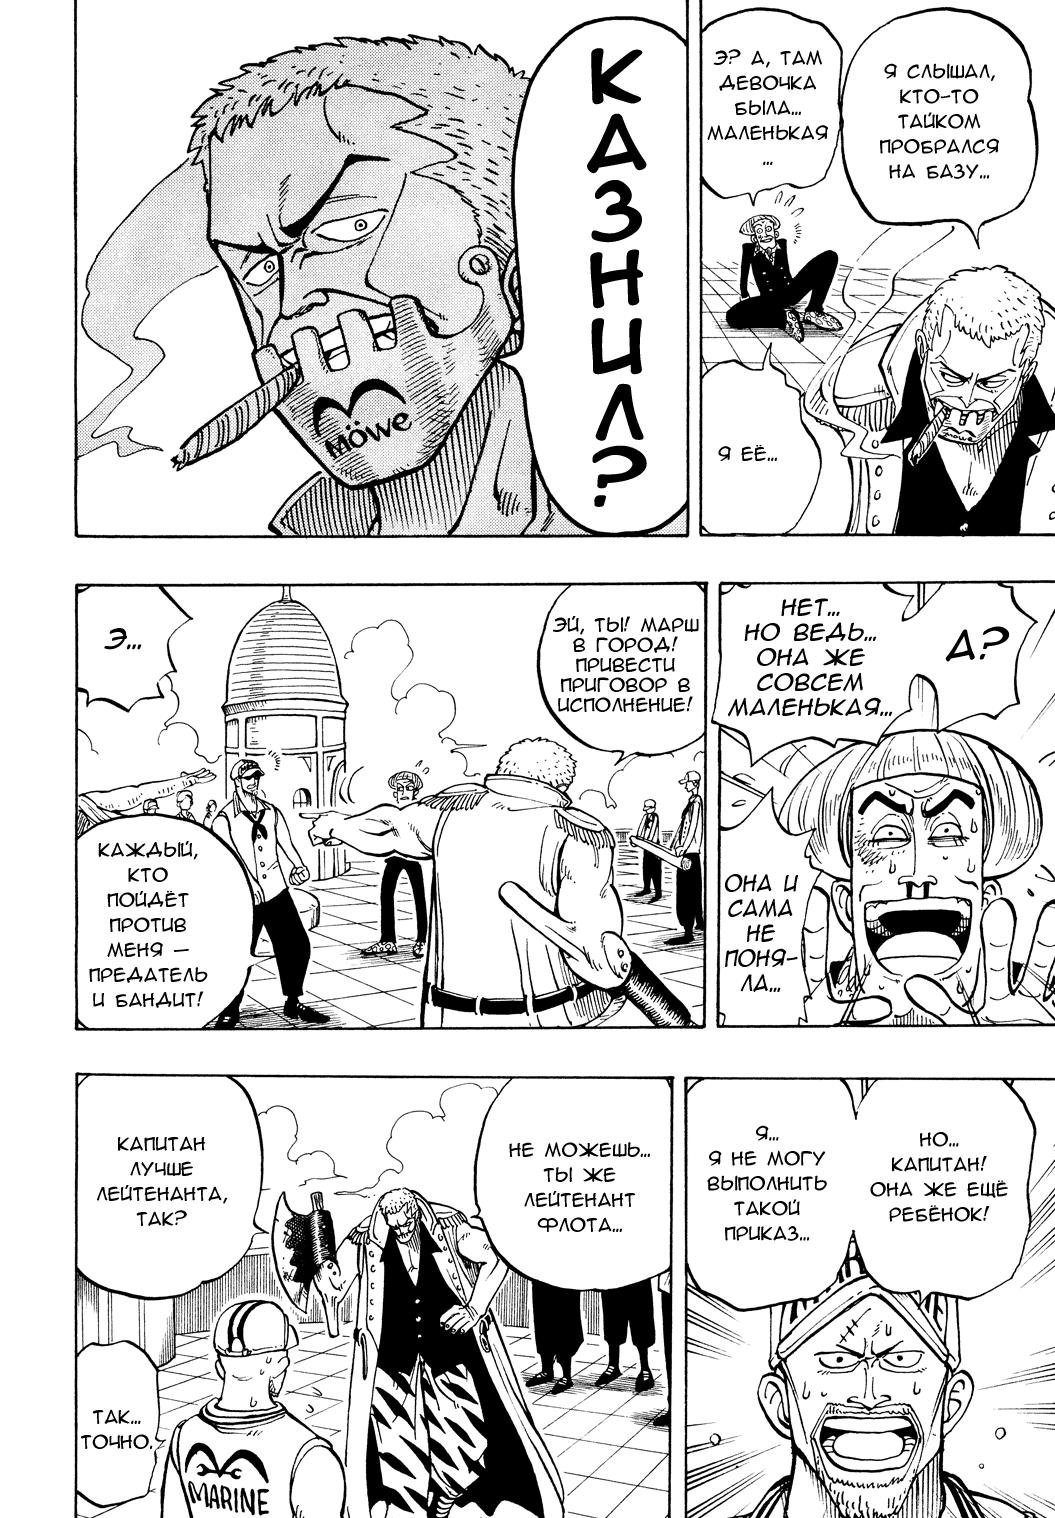 Я СЛЫШАЛ,
КТО-ТО
ТАЙКОМ
ПРОБРАЛСЯ
НА БАЗУ...
Э? А, ТАМ
ДЕВОЧКА
БЫЛА...
МАЛЕНЬКАЯ
...
Я ЕЁ...
КАЗНИЛ?
MÖWE
А?
НЕТ...
НО ВЕДЬ...
ОНА ЖЕ
СОВСЕМ
МАЛЕНЬКАЯ...
ОНА И
САМА
НЕ
ПОНЯ-
ЛА...
ЭЙ, ТЫ! МАРШ
В ГОРОД!
ПРИВЕСТИ
ПРИГОВОР В
ИСПОЛНЕНИЕ!
Э...
КАЖДЫЙ,
КТО
ПОЙДЁТ
ПРОТИВ
МЕНЯ –
ПРЕДАТЕЛЬ
И БАНДИТ!
НО...
КАПИТАН!
ОНА ЖЕ ЕЩЁ
РЕБЁНОК!
Я...
Я НЕ МОГУ
ВЫПОЛНИТЬ
ТАКОЙ
ПРИКАЗ...
НЕ МОЖЕШЬ...
ТЫ ЖЕ
ЛЕЙТЕНАНТ
ФЛОТА...
КАПИТАН
ЛУЧШЕ
ЛЕЙТЕНАНТА,
ТАК?
ТАК...
ТОЧНО.
MARINE